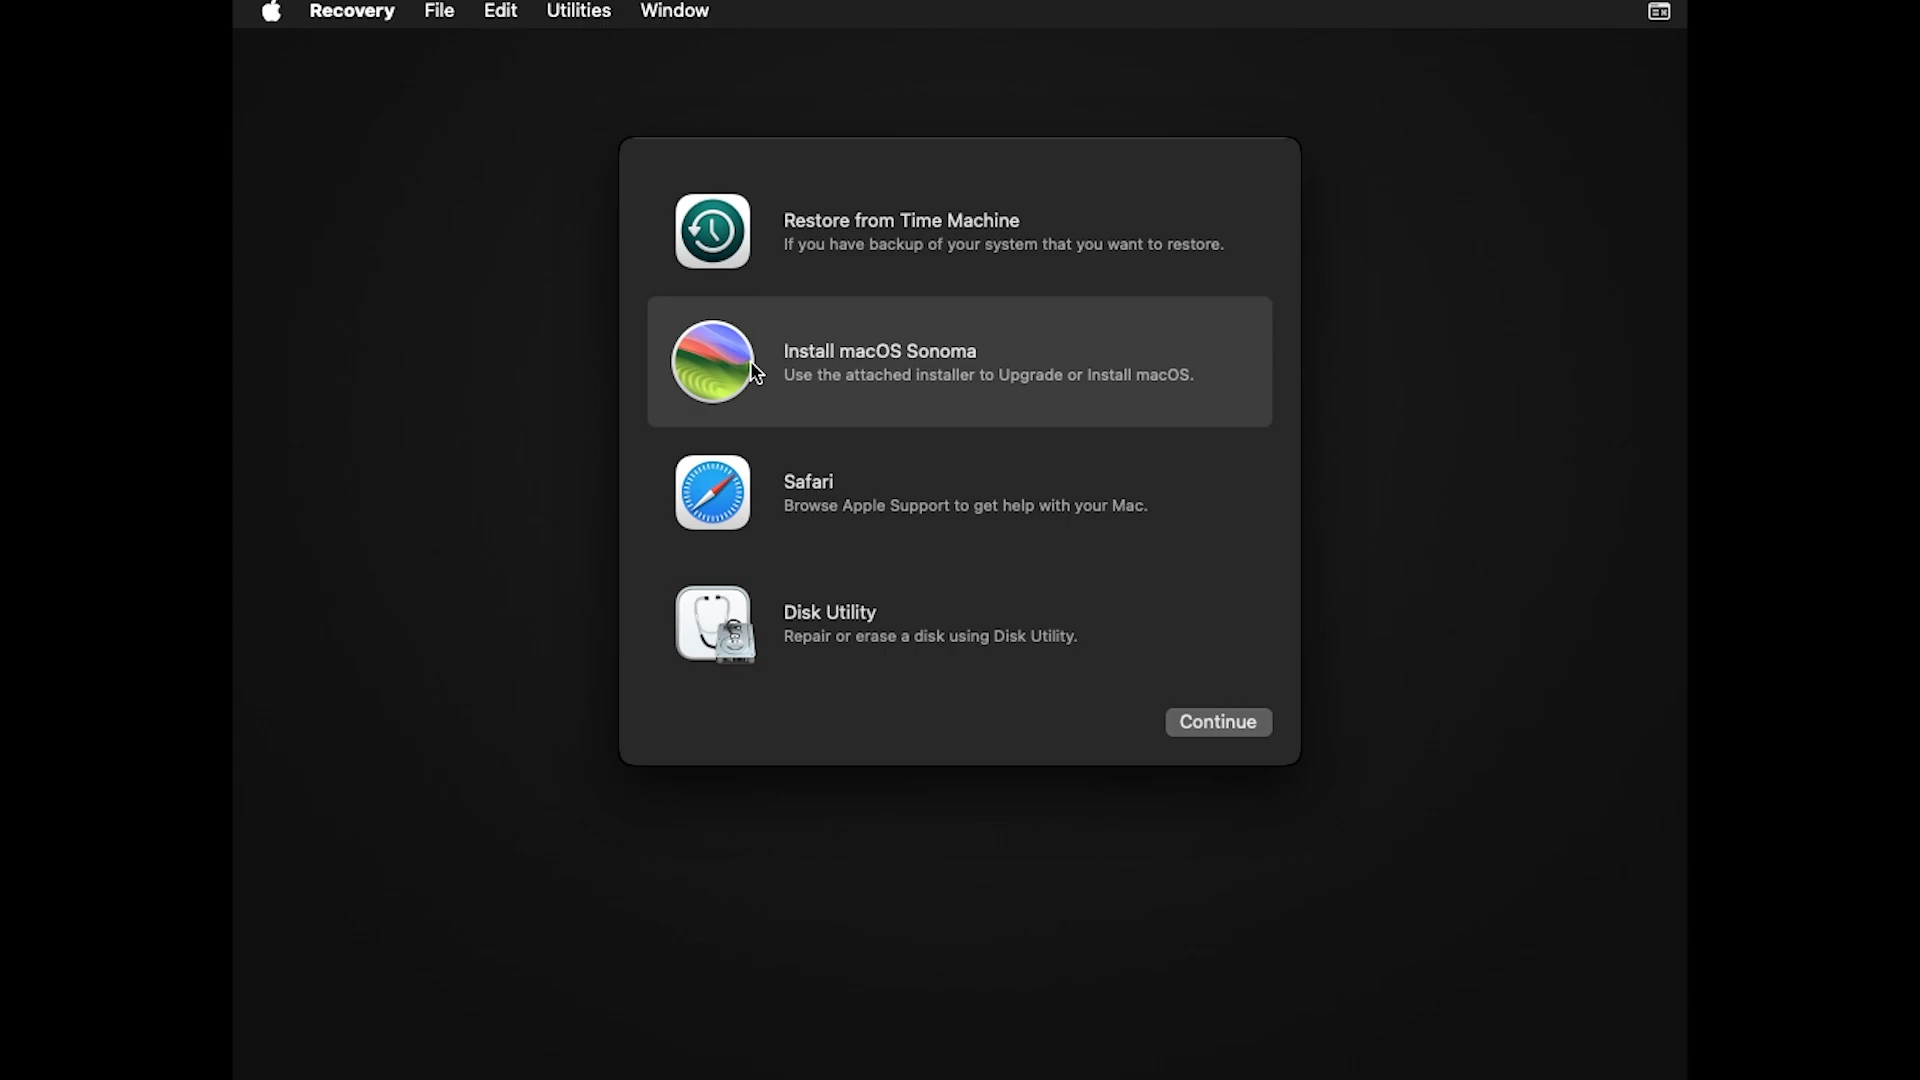 Recovery File Edit Utilities Window
Restore from Time Machine
If you have backup of your system that you want to restore.
Install macOS Sonoma
Use the attached installer to Upgrade or Install macOS.
Safari
Browse Apple Support to get help with your Mac.
Disk Utility
Repair or erase a disk using Disk Utility.
Continue